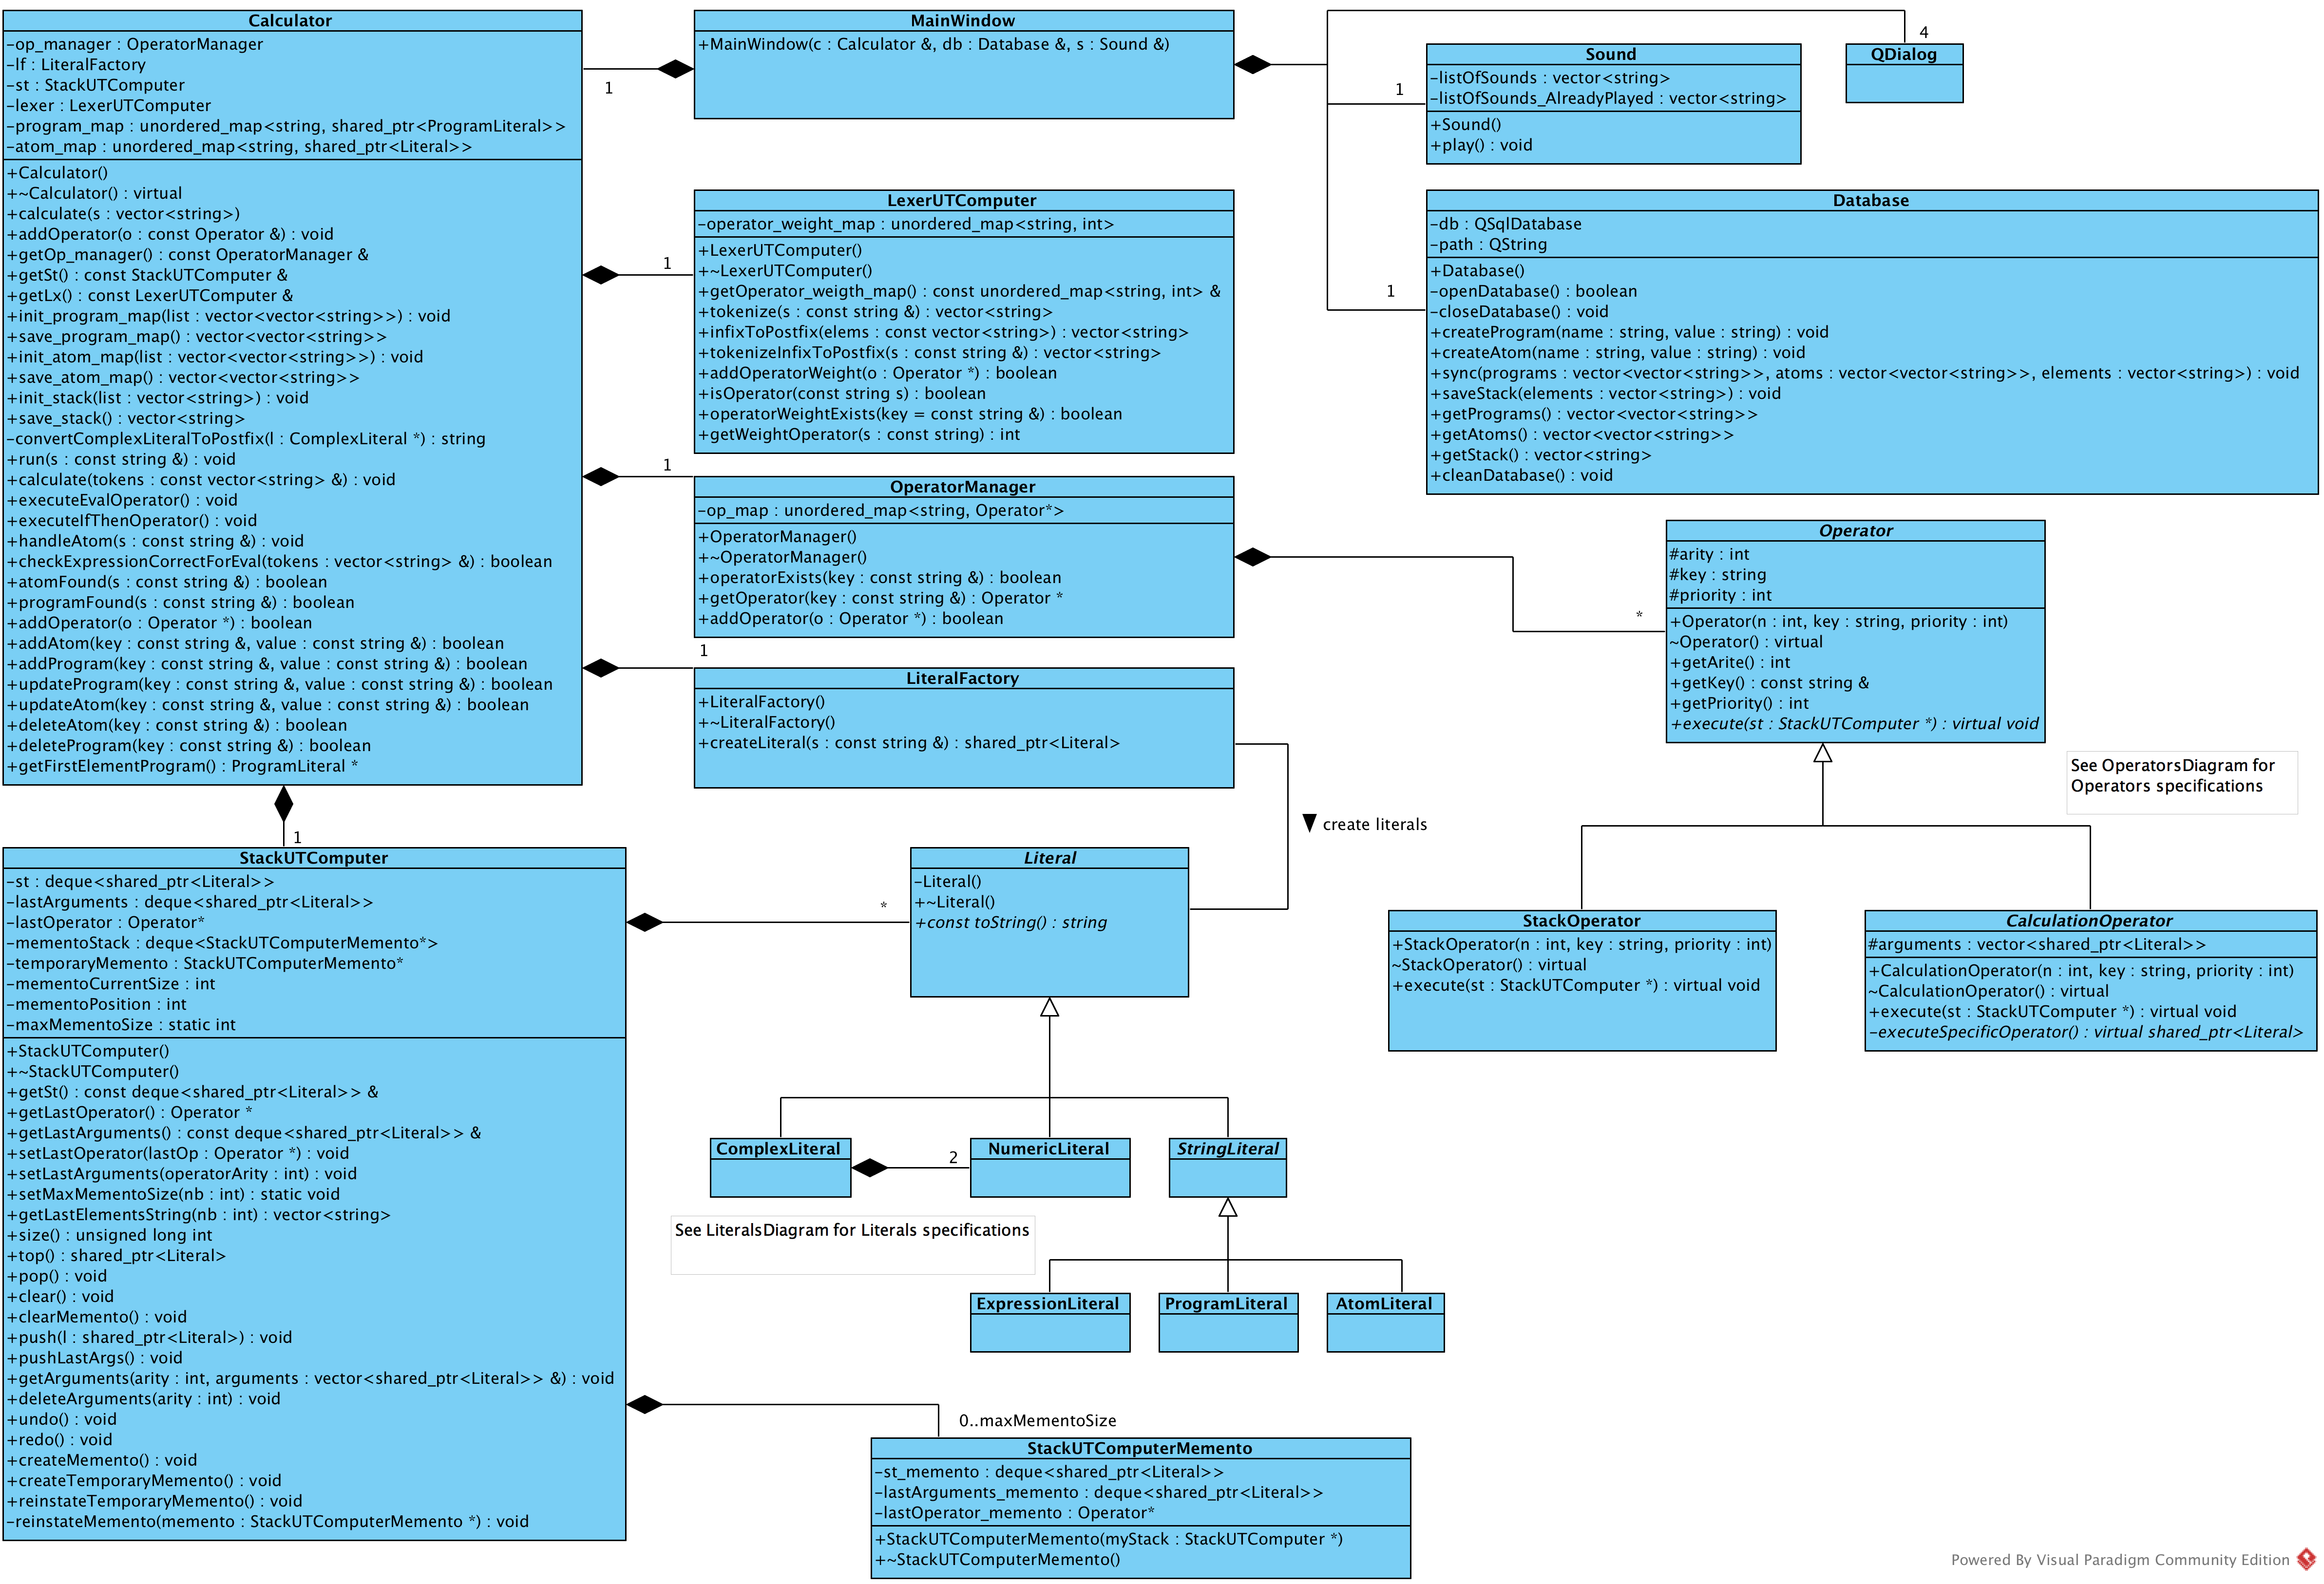 Calculator
-op_manager : OperatorManager
-lf : LiteralFactory
-st : StackUTComputer
-lexer : LexerUTComputer
-program_map : unordered_map<string, shared_ptr<ProgramLiteral>>
-atom_map : unordered_map<string, shared_ptr<Literal>>
+Calculator()
+~Calculator() : virtual
+calculate(s : vector<string>)
+addOperator(o : const Operator &) : void
+getOp_manager() : const OperatorManager &
+getSt() : const StackUTComputer &
+getLx() : const LexerUTComputer &
+init_program_map(list : vector<vector<string>>) : void
+save_program_map() : vector<vector<string>>
+init_atom_map(list : vector<vector<string>>) : void
+save_atom_map() : vector<vector<string>>
+init_stack(list : vector<string>) : void
+save_stack() : vector<string>
-convertComplexLiteralToPostfix(l : ComplexLiteral *) : string
+run(s : const string &) : void
+calculate(tokens : const vector<string> &) : void
+executeEvalOperator() : void
+executeIfThenOperator() : void
+handleAtom(s : const string &) : void
+checkExpressionCorrectForEval(tokens : vector<string> &) : boolean
+atomFound(s : const string &) : boolean
+programFound(s : const string &) : boolean
+addOperator(o : Operator *) : boolean
+addAtom(key : const string &, value : const string &) : boolean
+addProgram(key : const string &, value : const string &) : boolean
+updateProgram(key : const string &, value : const string &) : boolean
+updateAtom(key : const string &, value : const string &) : boolean
+deleteAtom(key : const string &) : boolean
+deleteProgram(key : const string &) : boolean
+getFirstElementProgram() : ProgramLiteral *
1
MainWindow
+MainWindow(c : Calculator &, db : Database &, s : Sound &)
4
QDialog
1
Sound
-listOfSounds : vector<string>
-listOfSounds_AlreadyPlayed : vector<string>
+Sound()
+play() : void
1
Database
-db : QSqlDatabase
-path : QString
+Database()
-openDatabase() : boolean
-closeDatabase() : void
+createProgram(name : string, value : string) : void
+createAtom(name : string, value : string) : void
+sync(programs : vector<vector<string>>, atoms : vector<vector<string>>, elements : vector<string>) : void
+saveStack(elements : vector<string>) : void
+getPrograms() : vector<vector<string>>
+getAtoms() : vector<vector<string>>
+getStack() : vector<string>
+cleanDatabase() : void
1
LexerUTComputer
-operator_weight_map : unordered_map<string, int>
+LexerUTComputer()
+~LexerUTComputer()
+getOperator_weigth_map() : const unordered_map<string, int> &
+tokenize(s : const string &) : vector<string>
+infixToPostfix(elems : const vector<string>) : vector<string>
+tokenizeInfixToPostfix(s : const string &) : vector<string>
+addOperatorWeight(o : Operator *) : boolean
+isOperator(const string s) : boolean
+operatorWeightExists(key = const string &) : boolean
+getWeightOperator(s : const string) : int
1
OperatorManager
-op_map : unordered_map<string, Operator*>
+OperatorManager()
+~OperatorManager()
+operatorExists(key : const string &) : boolean
+getOperator(key : const string &) : Operator *
+addOperator(o : Operator *) : boolean
*
Operator
#arity : int
#key : string
#priority : int
+Operator(n : int, key : string, priority : int)
~Operator() : virtual
+getArite() : int
+getKey() : const string &
+getPriority() : int
+execute(st : StackUTComputer *) : virtual void
See OperatorsDiagram for
Operators specifications
1
LiteralFactory
+LiteralFactory()
+~LiteralFactory()
+createLiteral(s : const string &) : shared_ptr<Literal>
create literals
1
StackUTComputer
-st : deque<shared_ptr<Literal>>
-lastArguments : deque<shared_ptr<Literal>>
-lastOperator : Operator*
-mementoStack : deque<StackUTComputerMemento*>
-temporaryMemento : StackUTComputerMemento*
-mementoCurrentSize : int
-mementoPosition : int
-maxMementoSize : static int
+StackUTComputer()
+~StackUTComputer()
+getSt() : const deque<shared_ptr<Literal>> &
+getLastOperator() : Operator *
+getLastArguments() : const deque<shared_ptr<Literal>> &
+setLastOperator(lastOp : Operator *) : void
+setLastArguments(operatorArity : int) : void
+setMaxMementoSize(nb : int) : static void
+getLastElementsString(nb : int) : vector<string>
+size() : unsigned long int
+top() : shared_ptr<Literal>
+pop() : void
+clear() : void
+clearMemento() : void
+push(l : shared_ptr<Literal>) : void
+pushLastArgs() : void
+getArguments(arity : int, arguments : vector<shared_ptr<Literal>> &) : void
+deleteArguments(arity : int) : void
+undo() : void
+redo() : void
+createMemento() : void
+createTemporaryMemento() : void
+reinstateTemporaryMemento() : void
-reinstateMemento(memento : StackUTComputerMemento *) : void
*
Literal
-Literal()
+~Literal()
+const toString() : string
StackOperator
+StackOperator(n : int, key : string, priority : int)
~StackOperator() : virtual
+execute(st : StackUTComputer *) : virtual void
CalculationOperator
#arguments : vector<shared_ptr<Literal>>
+CalculationOperator(n : int, key : string, priority : int)
~CalculationOperator() : virtual
+execute(st : StackUTComputer *) : virtual void
-executeSpecificOperator() : virtual shared_ptr<Literal>
ComplexLiteral
2
NumericLiteral
StringLiteral
See LiteralsDiagram for Literals specifications
ExpressionLiteral
ProgramLiteral
AtomLiteral
0..maxMementoSize
StackUTComputerMemento
-st_memento : deque<shared_ptr<Literal>>
-lastArguments_memento : deque<shared_ptr<Literal>>
-lastOperator_memento : Operator*
+StackUTComputerMemento(myStack : StackUTComputer *)
+~StackUTComputerMemento()
Powered By Visual Paradigm Community Edition